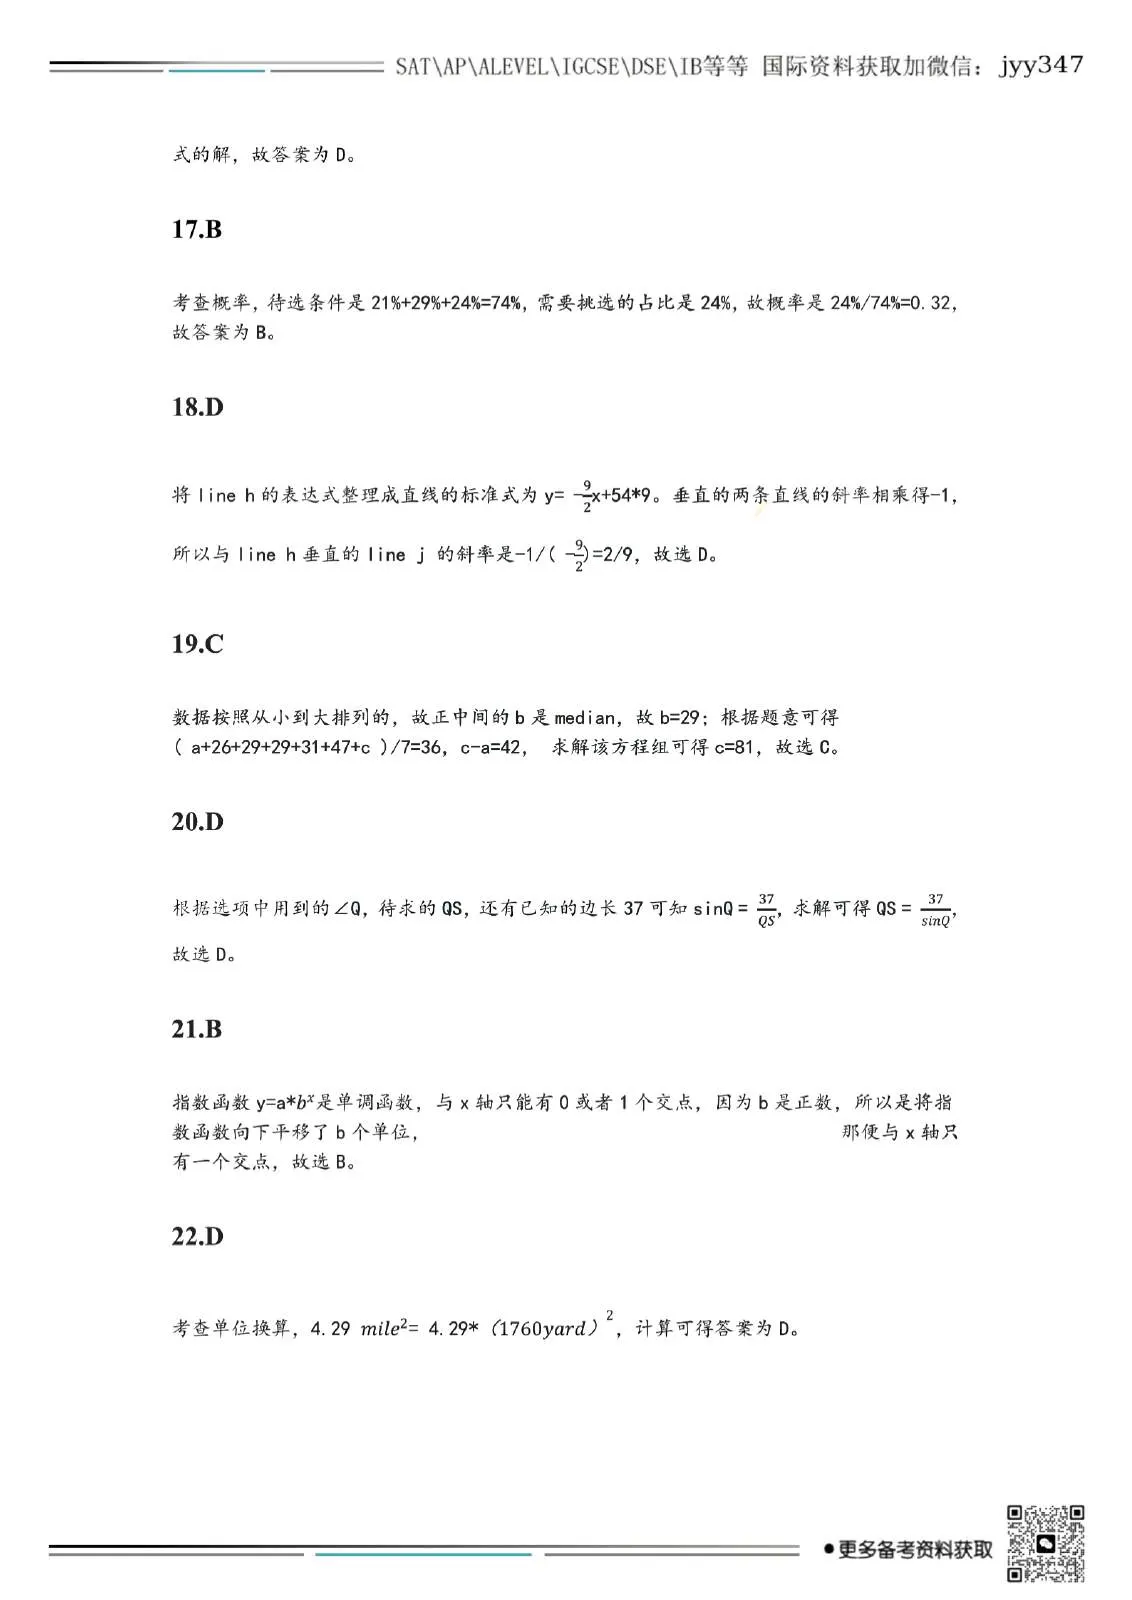 SAT\AP\ALEVEL\IGCSE\DSE\IB等等 国际资料获取加微信: jyy347
式的解，故答案为 D。
17.B
考查概率，待选条件是 21%+29%+24%=74%，需要挑选的占比是 24%，故概率是 24%/74%=0.32，
故答案为 B。
18.D
将 line h 的表达式整理成直线的标准式为 y= -9/2x+54*9。垂直的两条直线的斜率相乘得-1，
所以与 line h 垂直的 line j 的斜率是-1/( -9/2)=2/9，故选 D。
19.C
数据按照从小到大排列的，故正中间的 b 是 median，故 b=29；根据题意可得
( a+26+29+29+31+47+c )/7=36，c-a=42， 求解该方程组可得 c=81，故选 C。
20.D
根据选项中用到的∠Q，待求的 QS，还有已知的边长 37 可知 sinQ = 37/QS，求解可得 QS = 37/sinQ，
故选 D。
21.B
指数函数 y=a*bˣ是单调函数，与 x 轴只能有 0 或者 1 个交点，因为 b 是正数，所以是将指
数函数向下平移了 b 个单位， 那便与 x 轴只
有一个交点，故选 B。
22.D
考查单位换算，4.29 mile²= 4.29*（1760yard）²，计算可得答案为 D。
●更多备考资料获取